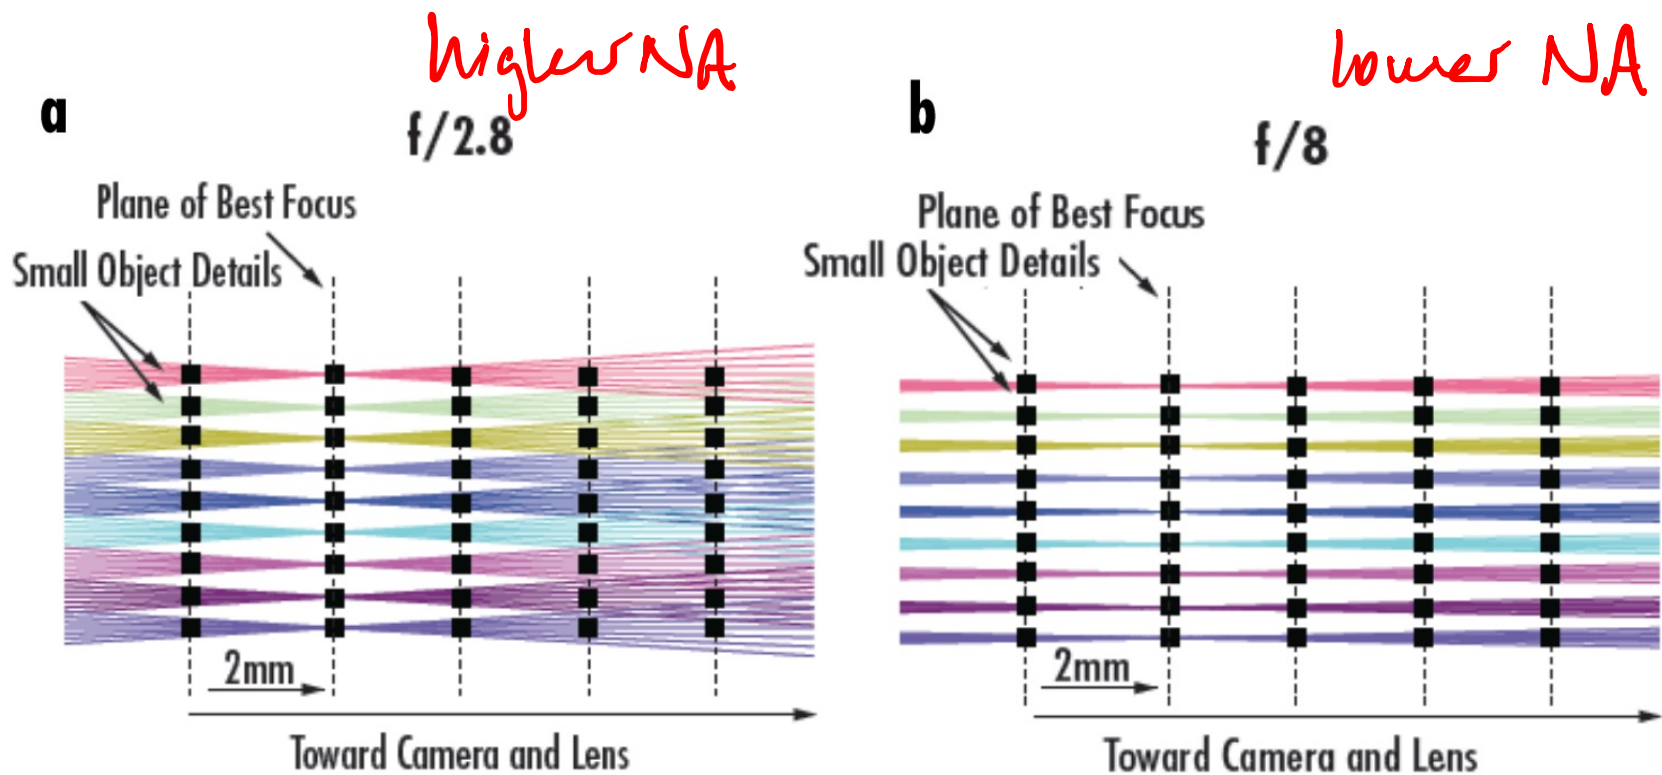 higher NA
a
f/2.8
Plane of Best Focus
Small Object Details
2mm
Toward Camera and Lens
lower NA
b
f/8
Plane of Best Focus
Small Object Details
2mm
Toward Camera and Lens